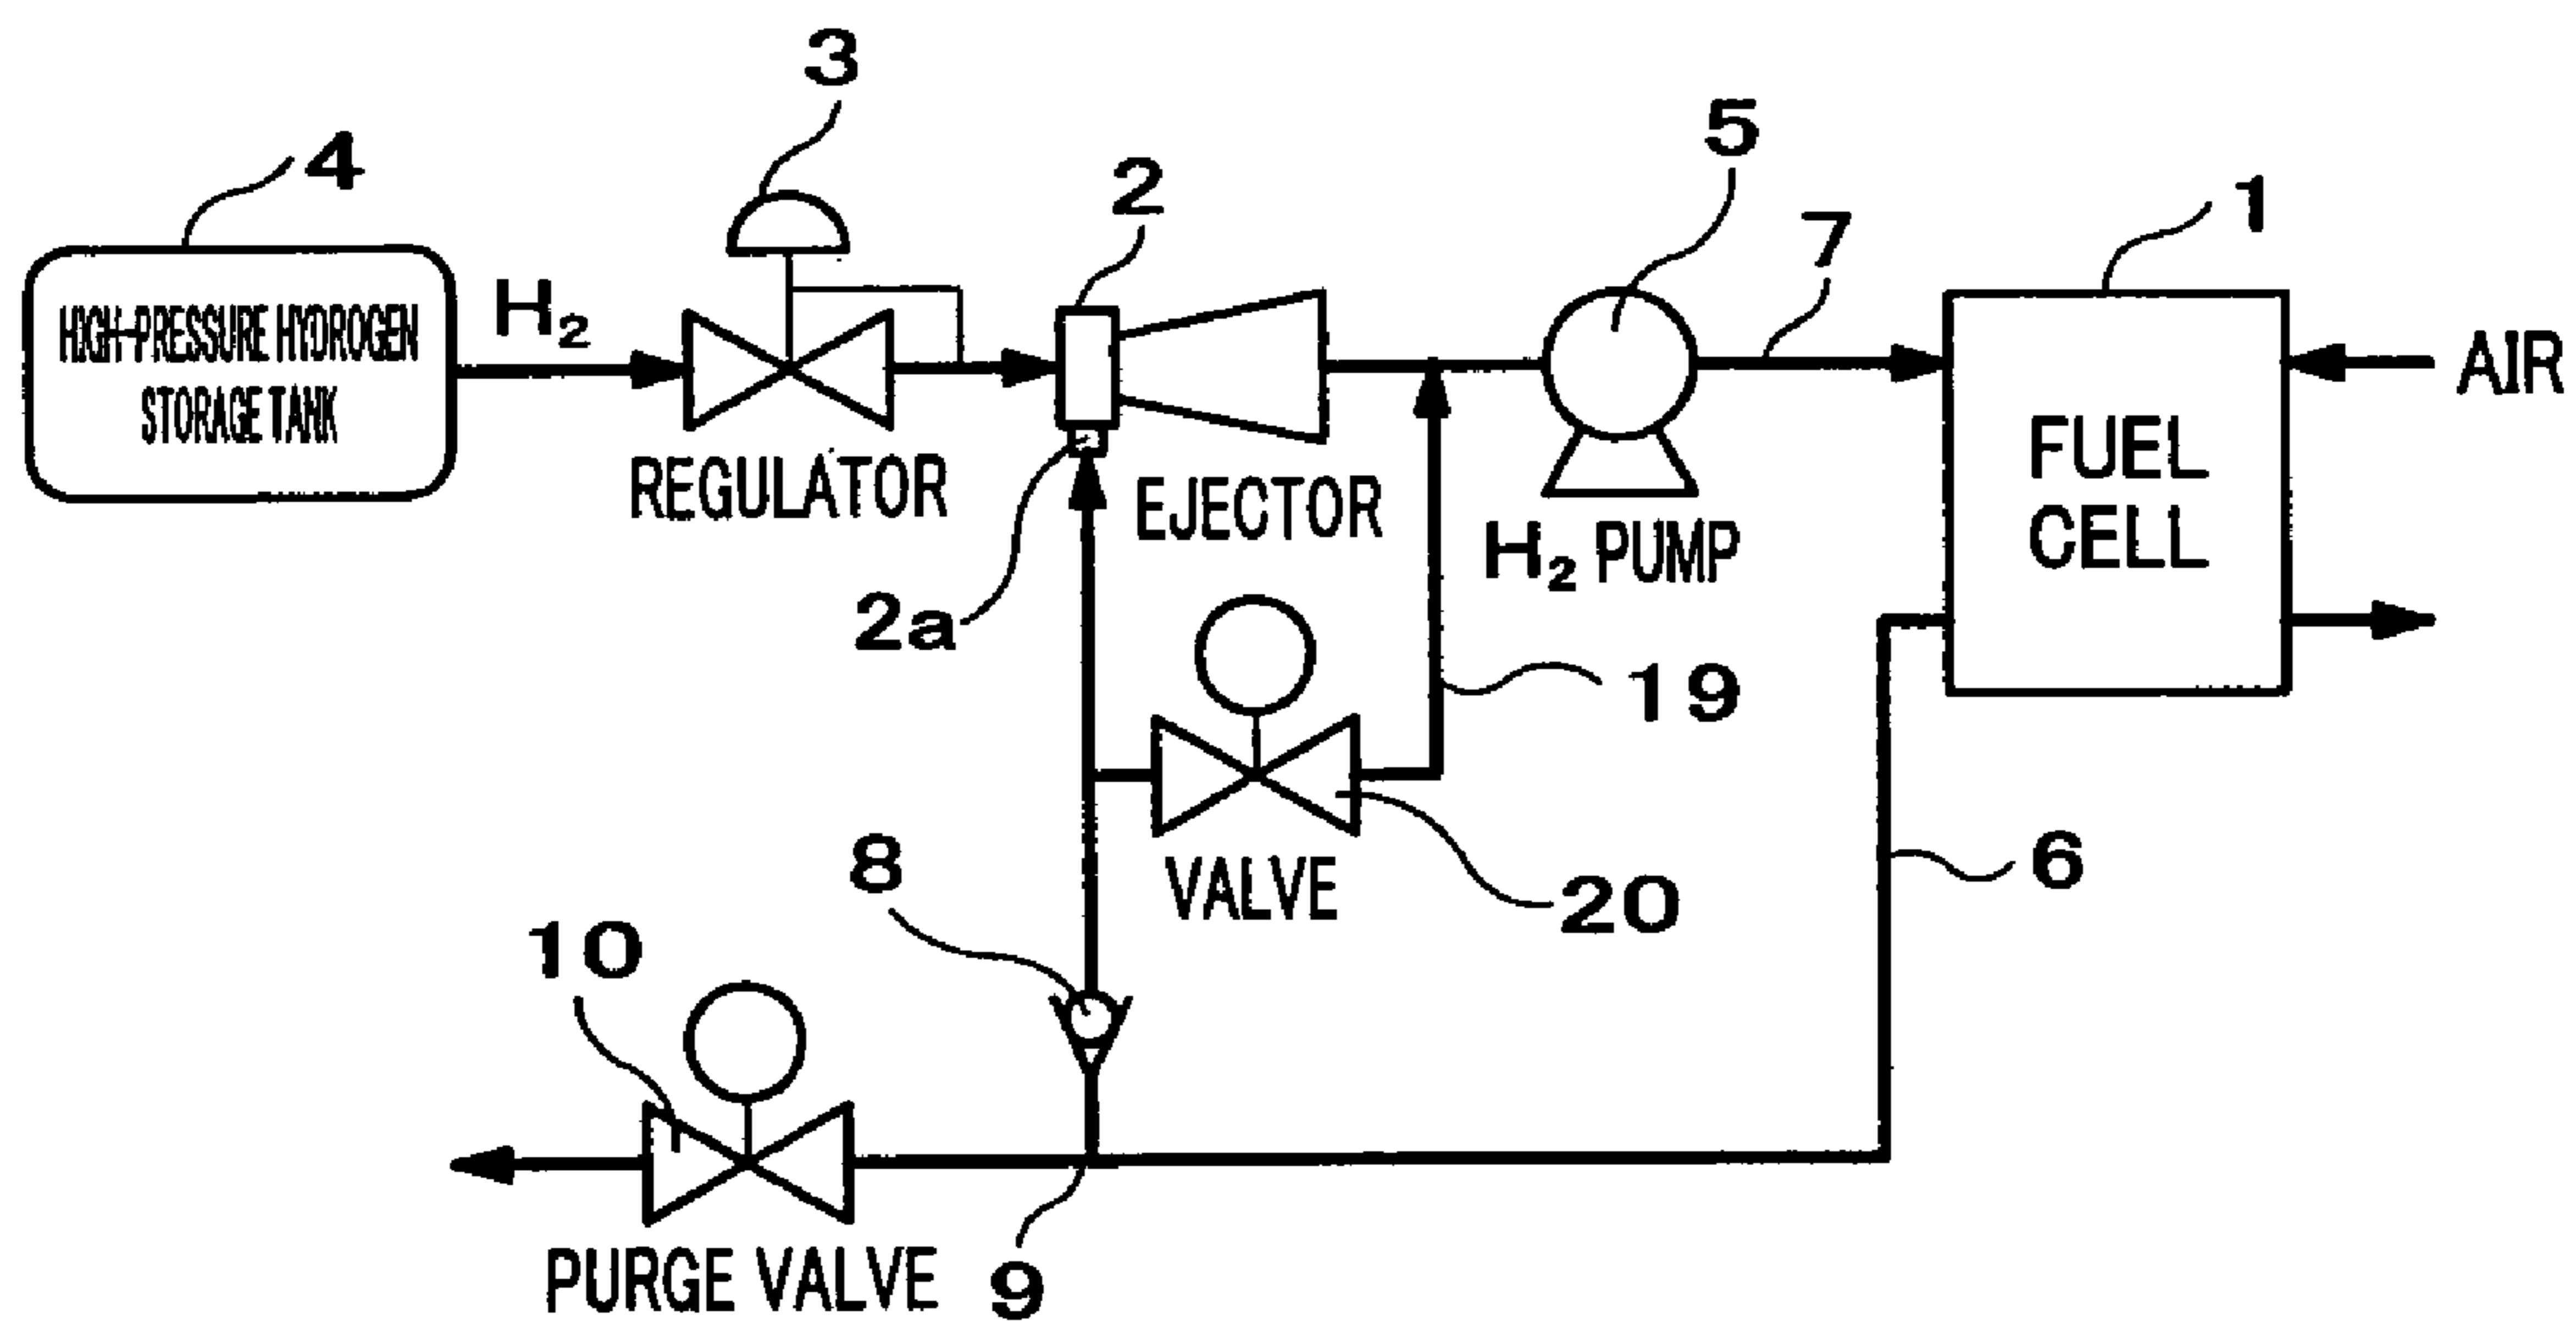 3
4
2
5
7
1
HIGH-PRESSURE HYDROGEN
STORAGE TANK
H₂
REGULATOR
2a
EJECTOR
H₂ PUMP
FUEL
CELL
AIR
19
VALVE
20
6
8
10
PURGE VALVE
9